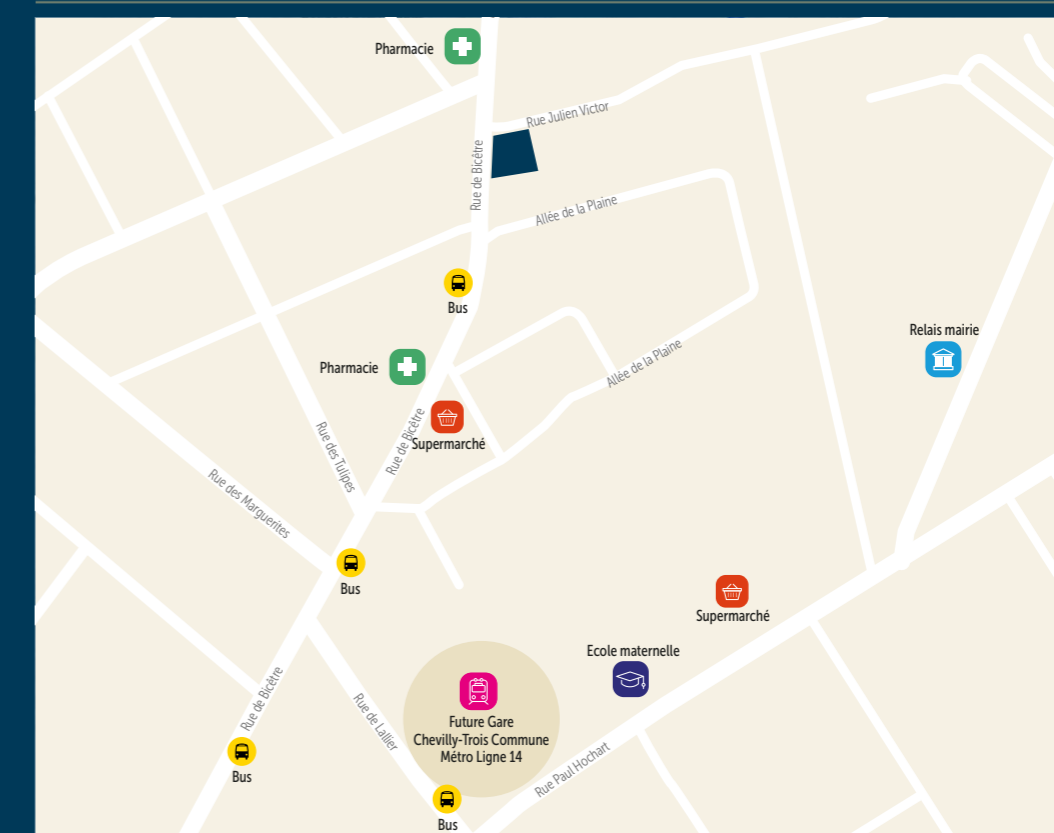 Pharmacie
Rue Julien Victor
Rue de Bicêtre
Allée de la Plaine
Bus
Relais mairie
Allée de la Plaine
Pharmacie
Rue de Bicêtre
Supermarché
Rue des Tulipes
Rue des Marguerites
Bus
Supermarché
Ecole maternelle
Rue de Bicêtre
Rue de Lallier
Future Gare
Chevilly-Trois Commune
Métro Ligne 14
Rue Paul Hochart
Bus
Bus